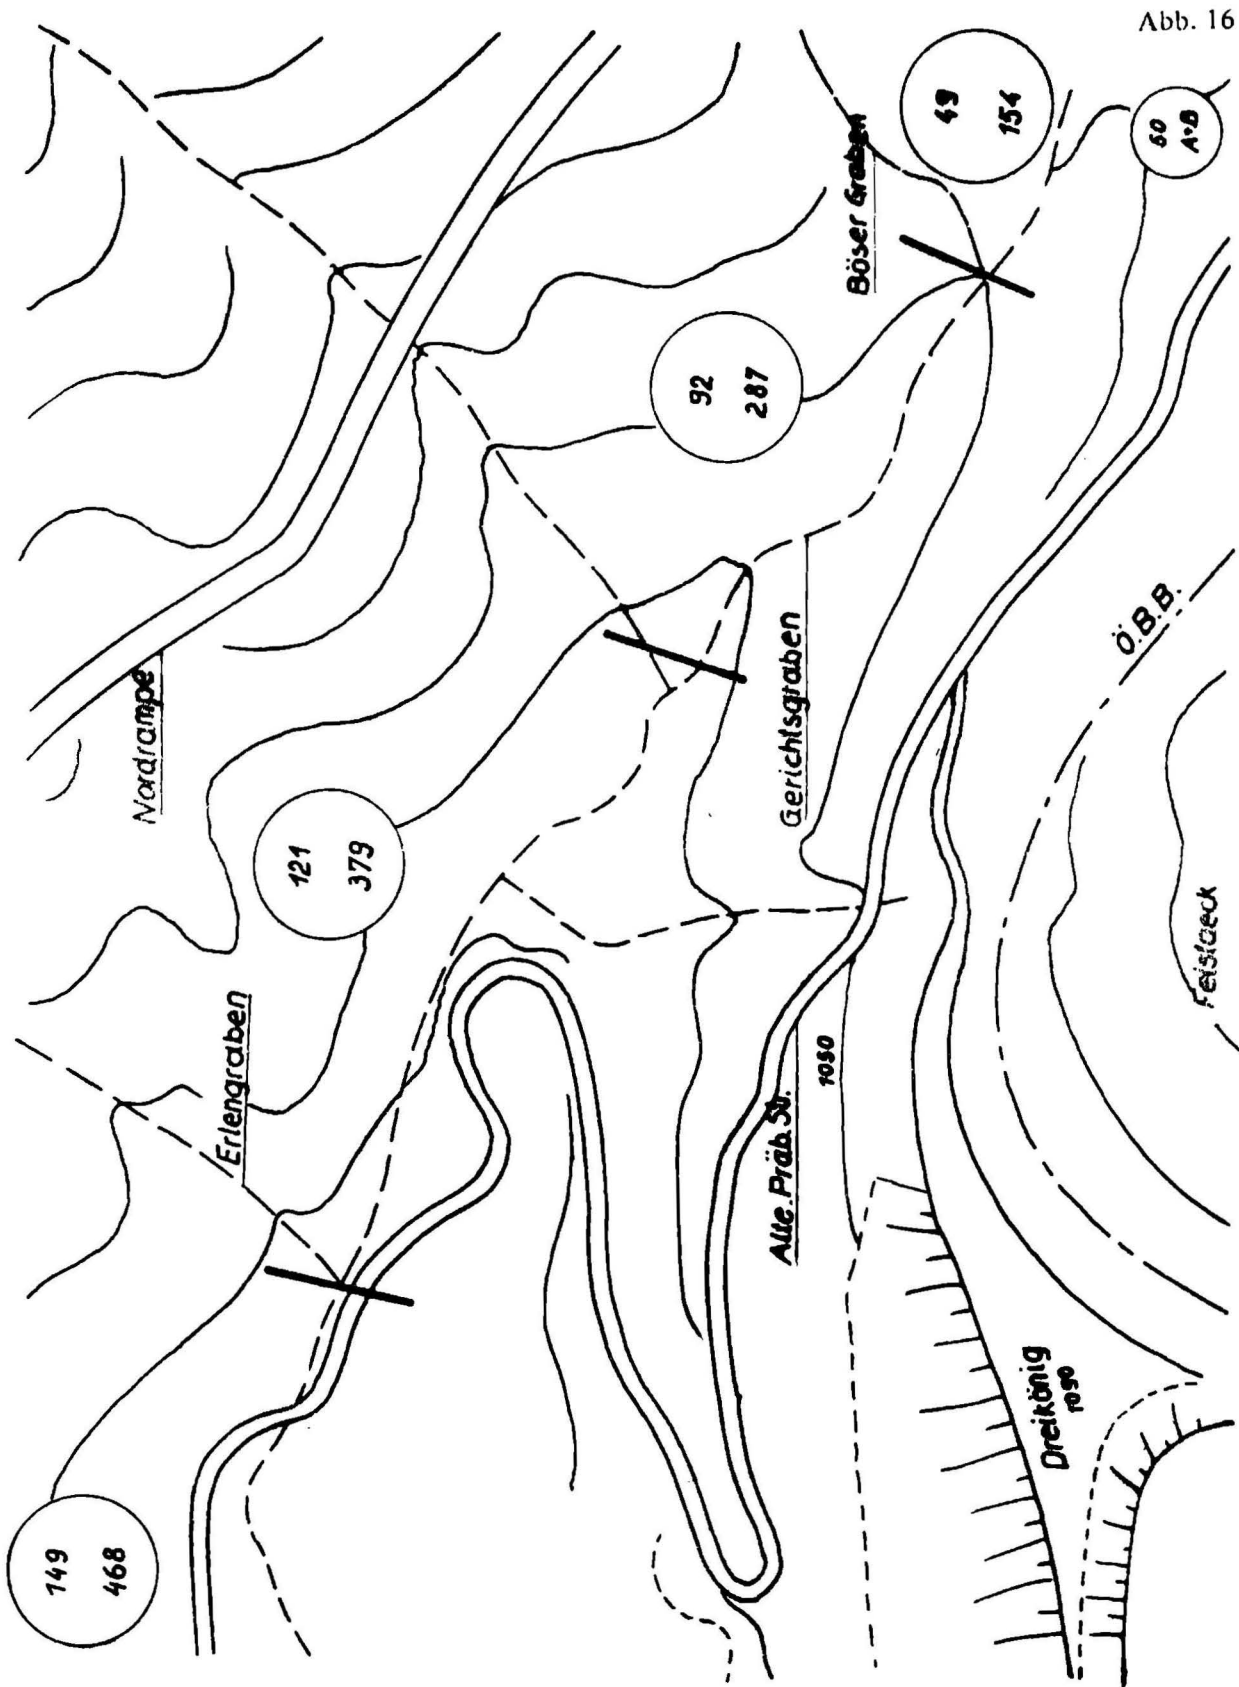 Abb. 16
49
154
60
A+B
Böser Graben
92
287
Ö.B.B.
Nordrampe
Gerichtsgraben
121
379
Feistaeck
Erlengraben
Alte.Präb.Str.
1050
Dreikönig
1090
149
468